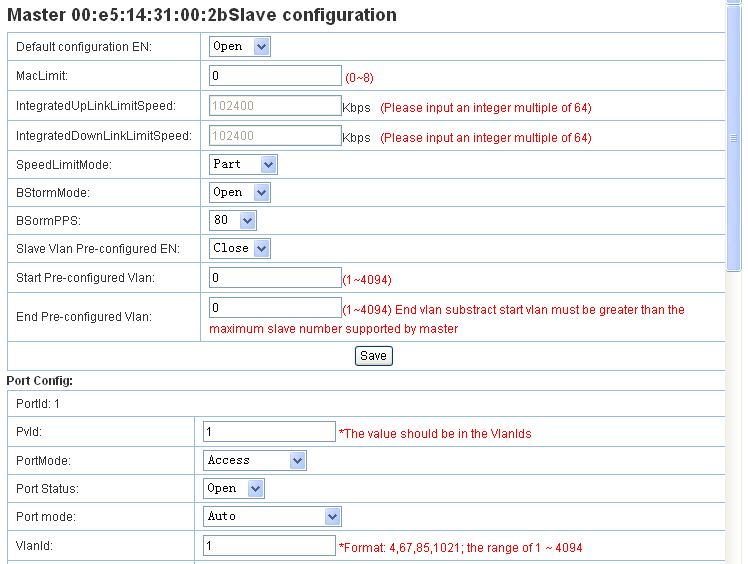 Master 00:e5:14:31:00:2bSlave configuration
Default configuration EN: Open
MacLimit: 0 (0~8)
IntegratedUpLinkLimitSpeed: 102400 Kbps (Please input an integer multiple of 64)
IntegratedDownLinkLimitSpeed: 102400 Kbps (Please input an integer multiple of 64)
SpeedLimitMode: Part
BStormMode: Open
BSormPPS: 80
Slave Vlan Pre-configured EN: Close
Start Pre-configured Vlan: 0 (1~4094)
End Pre-configured Vlan: 0 (1~4094) End vlan substract start vlan must be greater than the
maximum slave number supported by master
Save
Port Config:
PortId: 1
PvId: 1 *The value should be in the VlanIds
PortMode: Access
Port Status: Open
Port mode: Auto
VlanId: 1 *Format: 4,67,85,1021; the range of 1 ~ 4094